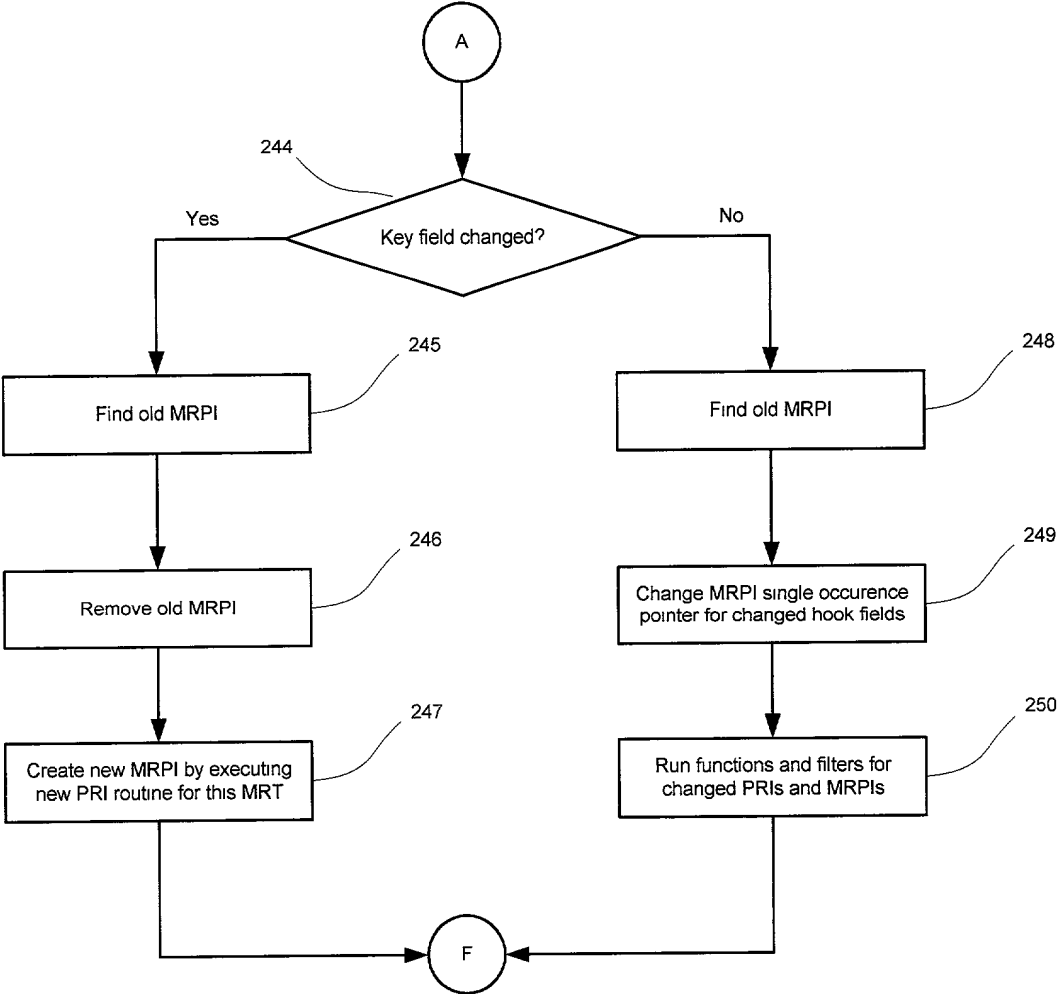 A
244
Yes
No
Key field changed?
245
248
Find old MRPI
Find old MRPI
246
249
Remove old MRPI
Change MRPI single occurence
pointer for changed hook fields
247
250
Create new MRPI by executing
new PRI routine for this MRT
Run functions and filters for
changed PRIs and MRPIs
F